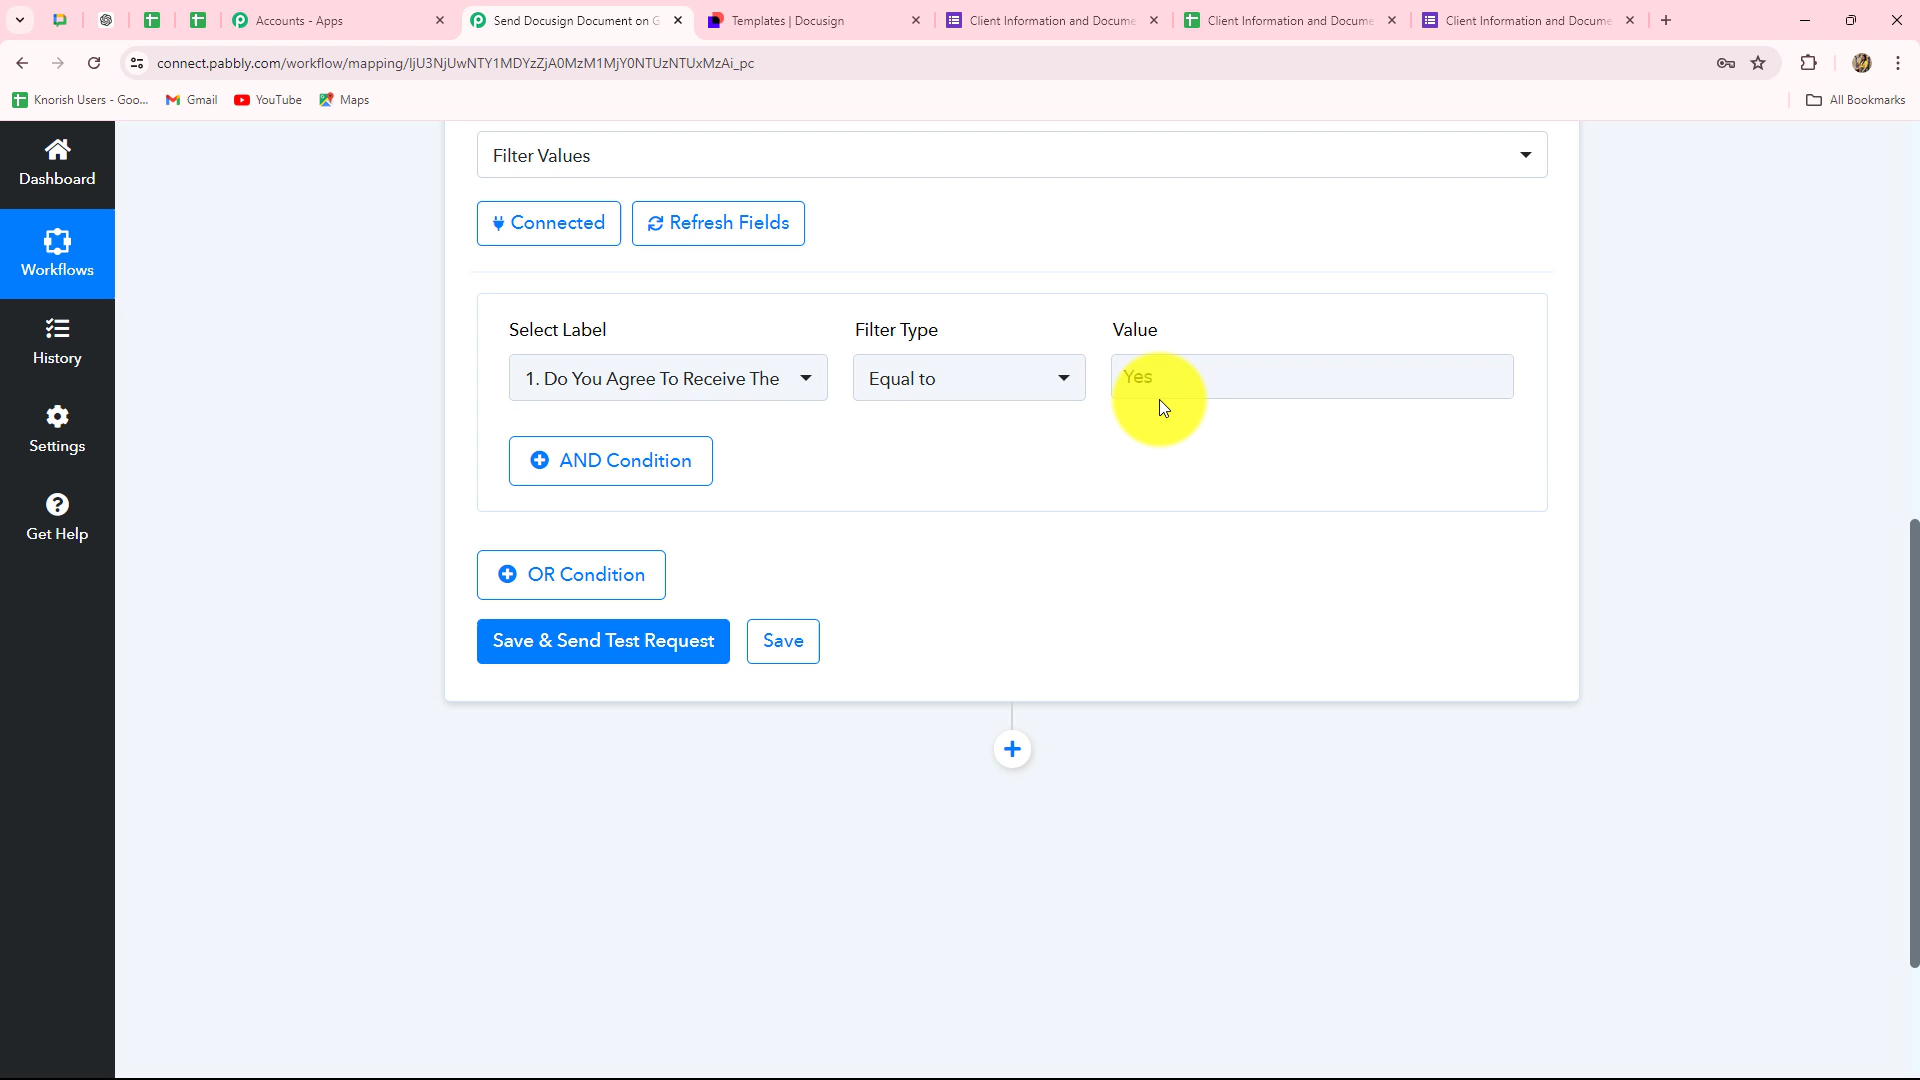 Accounts - Apps
Send Docusign Document on G
Templates | Docusign
Client Information and Docume
Client Information and Docume
Client Information and Docume
connect.pabbly.com/workflow/mapping/IjU3NjUwNTY1MDYzZjA0MzM1MjY0NTUzNTUxMzAi_pc
Knorish Users - Goo...
Gmail
YouTube
Maps
All Bookmarks
Dashboard
Workflows
History
Settings
Get Help
Filter Values
Connected
Refresh Fields
Select Label
Filter Type
Value
1. Do You Agree To Receive The
Equal to
Yes
AND Condition
OR Condition
Save & Send Test Request
Save